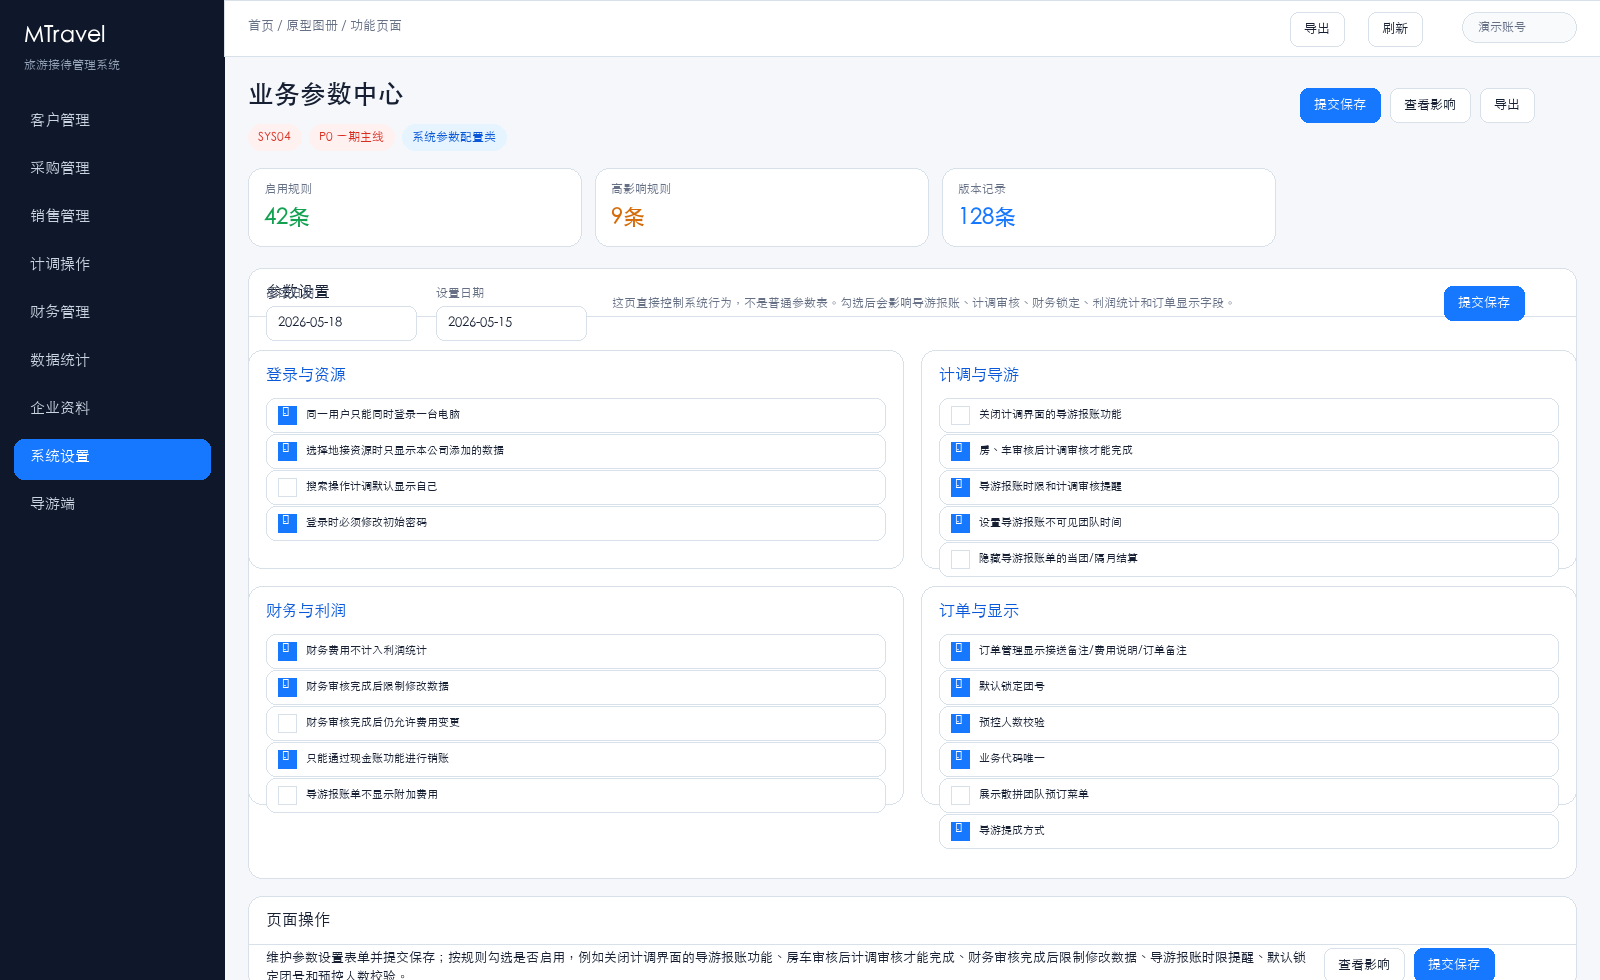 MTravel
旅游接待管理系统
客户管理
采购管理
销售管理
计调操作
财务管理
数据统计
企业资料
系统设置
导游端
首页 / 原型图册 / 功能页面
导出
刷新
演示账号
业务参数中心
SYS04
P0 一期主线
系统参数配置类
提交保存
查看影响
导出
启用规则
42条
高影响规则
9条
版本记录
128条
参数设置
2026-05-18
设置日期
2026-05-15
这页直接控制系统行为，不是普通参数表。勾选后会影响导游报账、计调审核、财务锁定、利润统计和订单显示字段。
提交保存
登录与资源
同一用户只能同时登录一台电脑
选择地接资源时只显示本公司添加的数据
搜索操作计调默认显示自己
登录时必须修改初始密码
计调与导游
关闭计调界面的导游报账功能
房、车审核后计调审核才能完成
导游报账时限和计调审核提醒
设置导游报账不可见团队时间
隐藏导游报账单的当团/隔月结算
财务与利润
财务费用不计入利润统计
财务审核完成后限制修改数据
财务审核完成后仍允许费用变更
只能通过现金账功能进行销账
导游报账单不显示附加费用
订单与显示
订单管理显示接送备注/费用说明/订单备注
默认锁定团号
预控人数校验
业务代码唯一
展示散拼团队预订菜单
导游提成方式
页面操作
维护参数设置表单并提交保存；按规则勾选是否启用，例如关闭计调界面的导游报账功能、房车审核后计调审核才能完成、财务审核完成后限制修改数据、导游报账时限提醒、默认锁
定团号和预控人数校验。
查看影响
提交保存